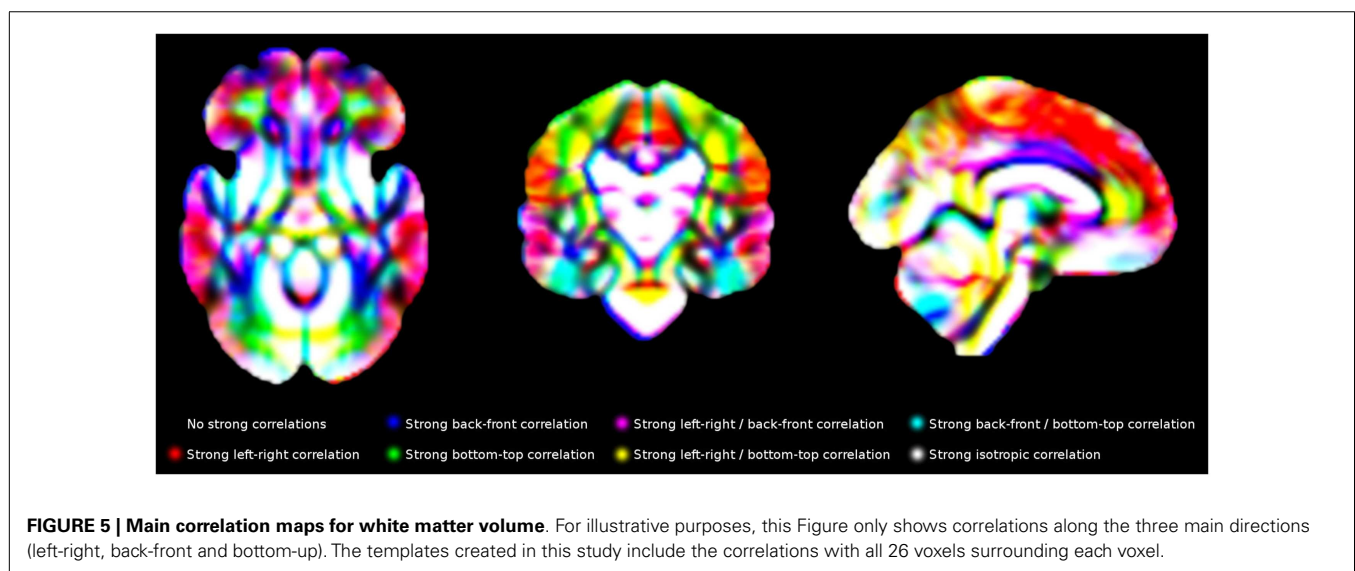 No strong correlations
Strong back-front correlation
Strong left-right / back-front correlation
Strong back-front / bottom-top correlation
Strong left-right correlation
Strong bottom-top correlation
Strong left-right / bottom-top correlation
Strong isotropic correlation
FIGURE 5 | Main correlation maps for white matter volume. For illustrative purposes, this Figure only shows correlations along the three main directions
(left-right, back-front and bottom-up). The templates created in this study include the correlations with all 26 voxels surrounding each voxel.